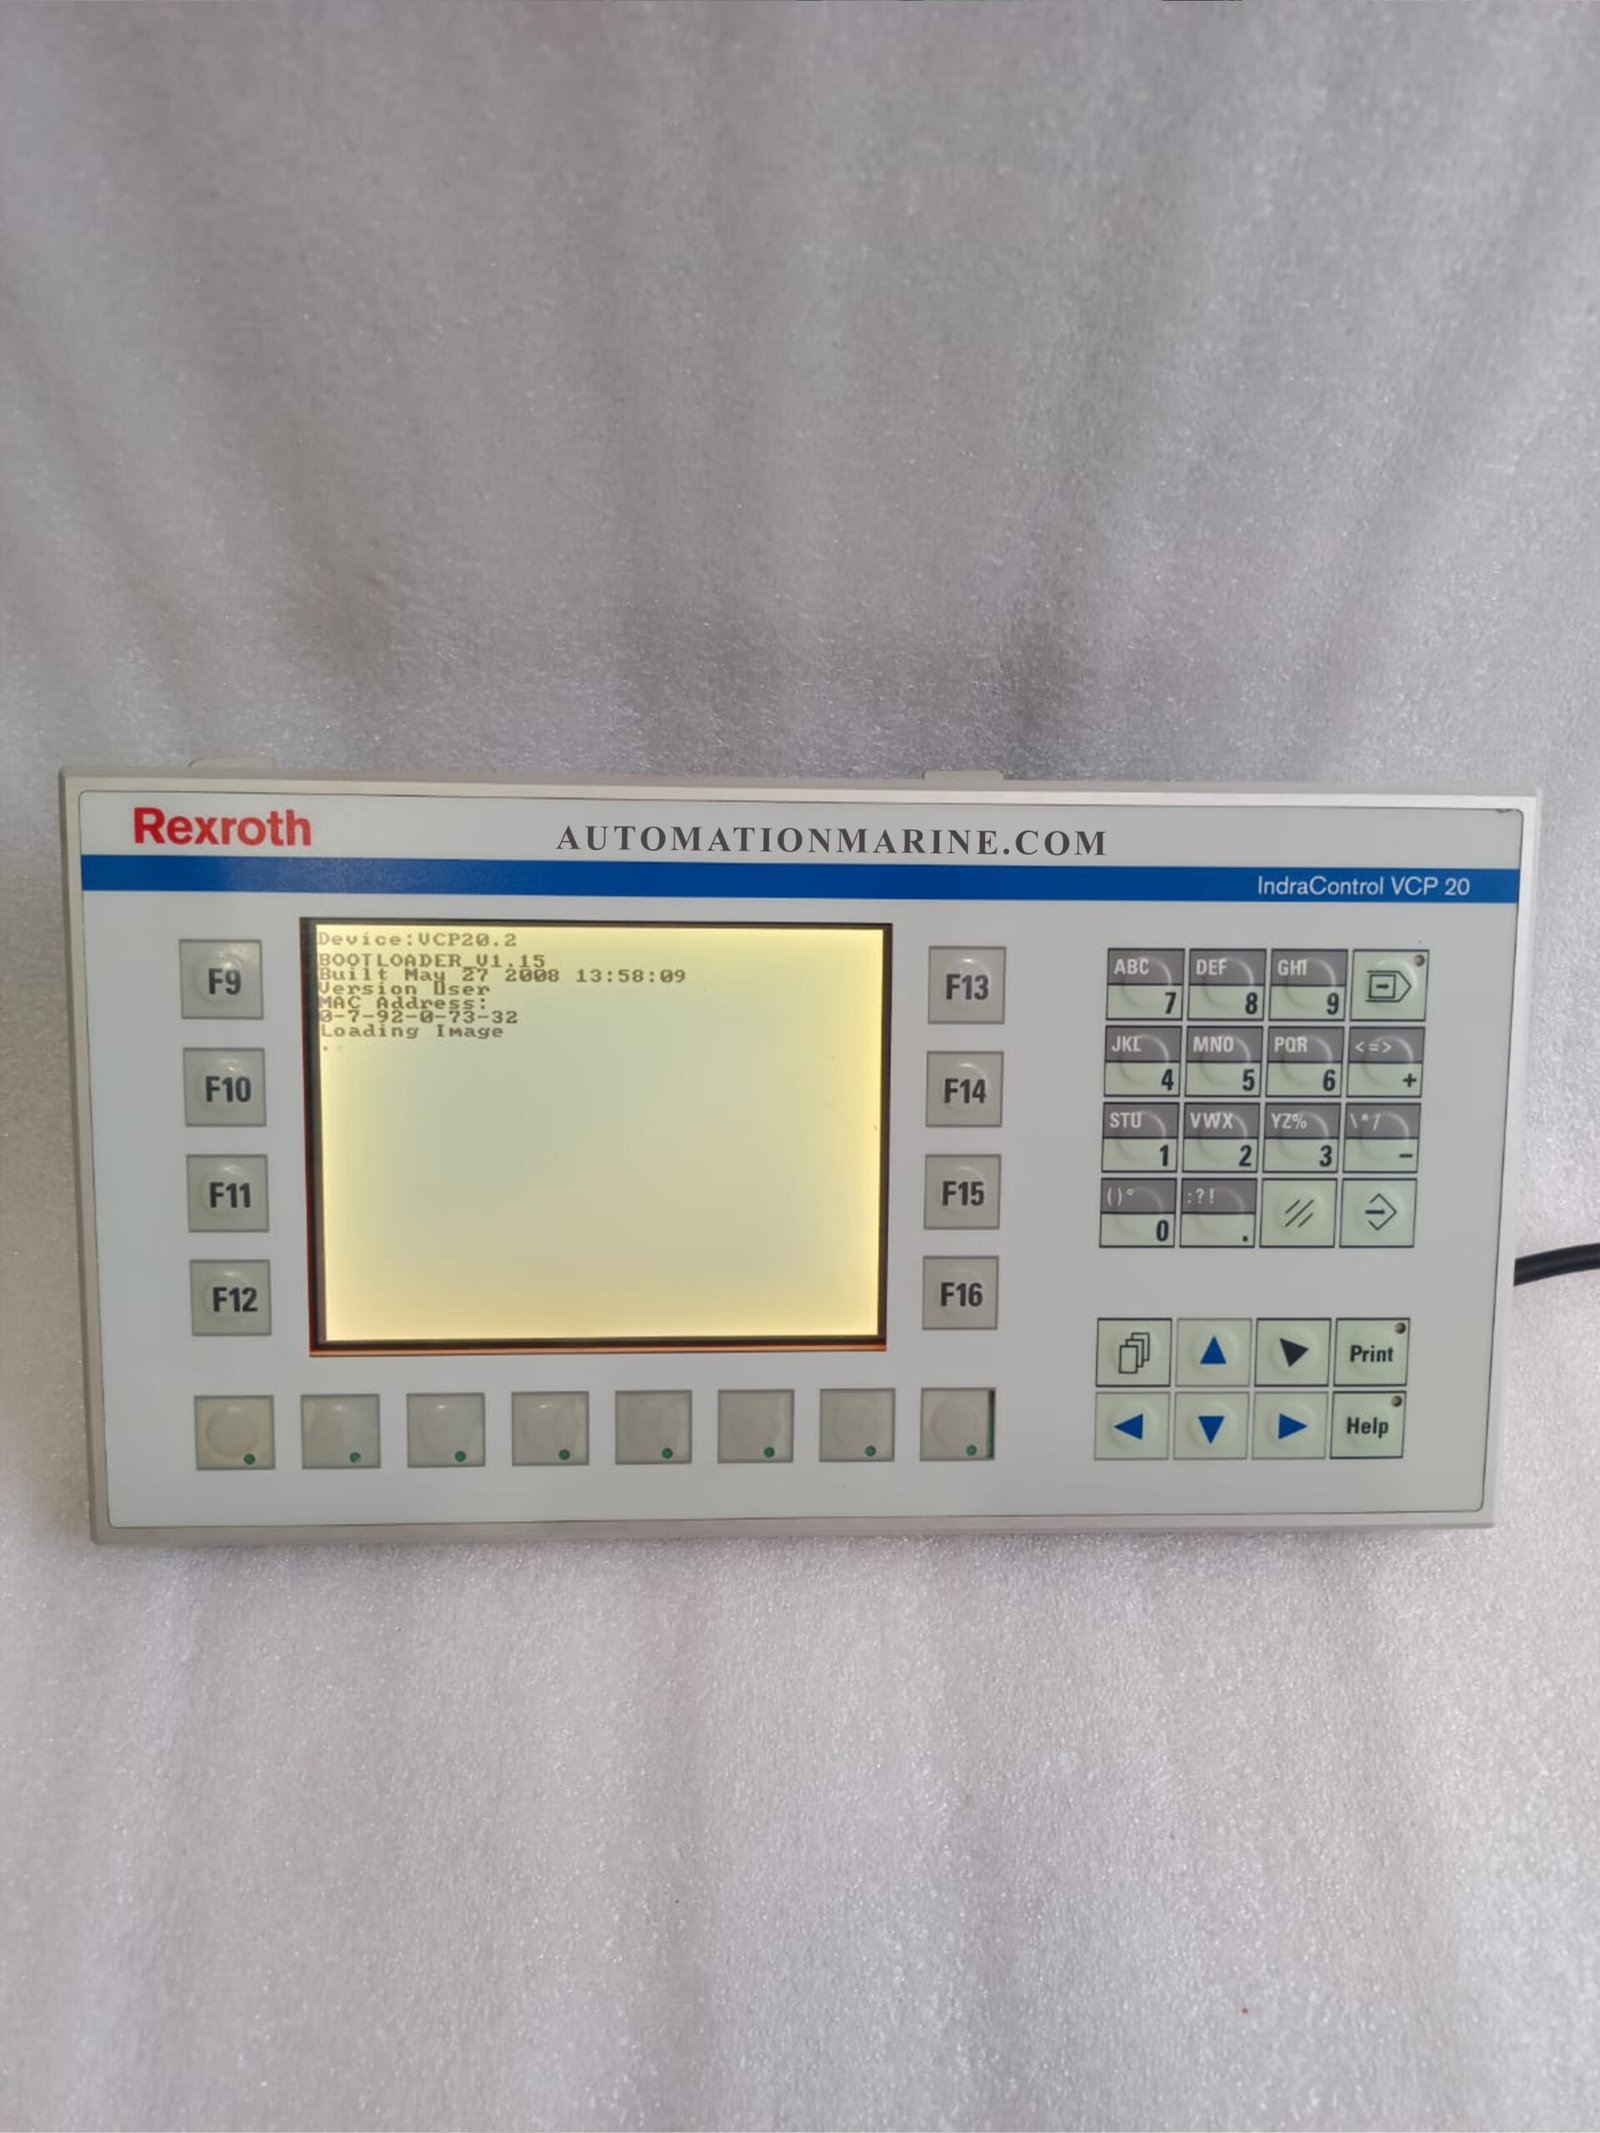 Rexroth
AUTOMATIONMARINE.COM
IndraControl VCP 20
Device:VCP20.2
BOOTLOADER V1.15
Built May 27 2008 13:58:09
Version User
MAC Address:
0-7-92-0-73-32
Loading Image
.
F9
F10
F11
F12
F13
F14
F15
F16
ABC 7
DEF 8
GHI 9
JKL 4
MNO 5
PQR 6
<=> +
STU 1
VWX 2
YZ% 3
\*/ −
()° 0
:?! .
Print
Help